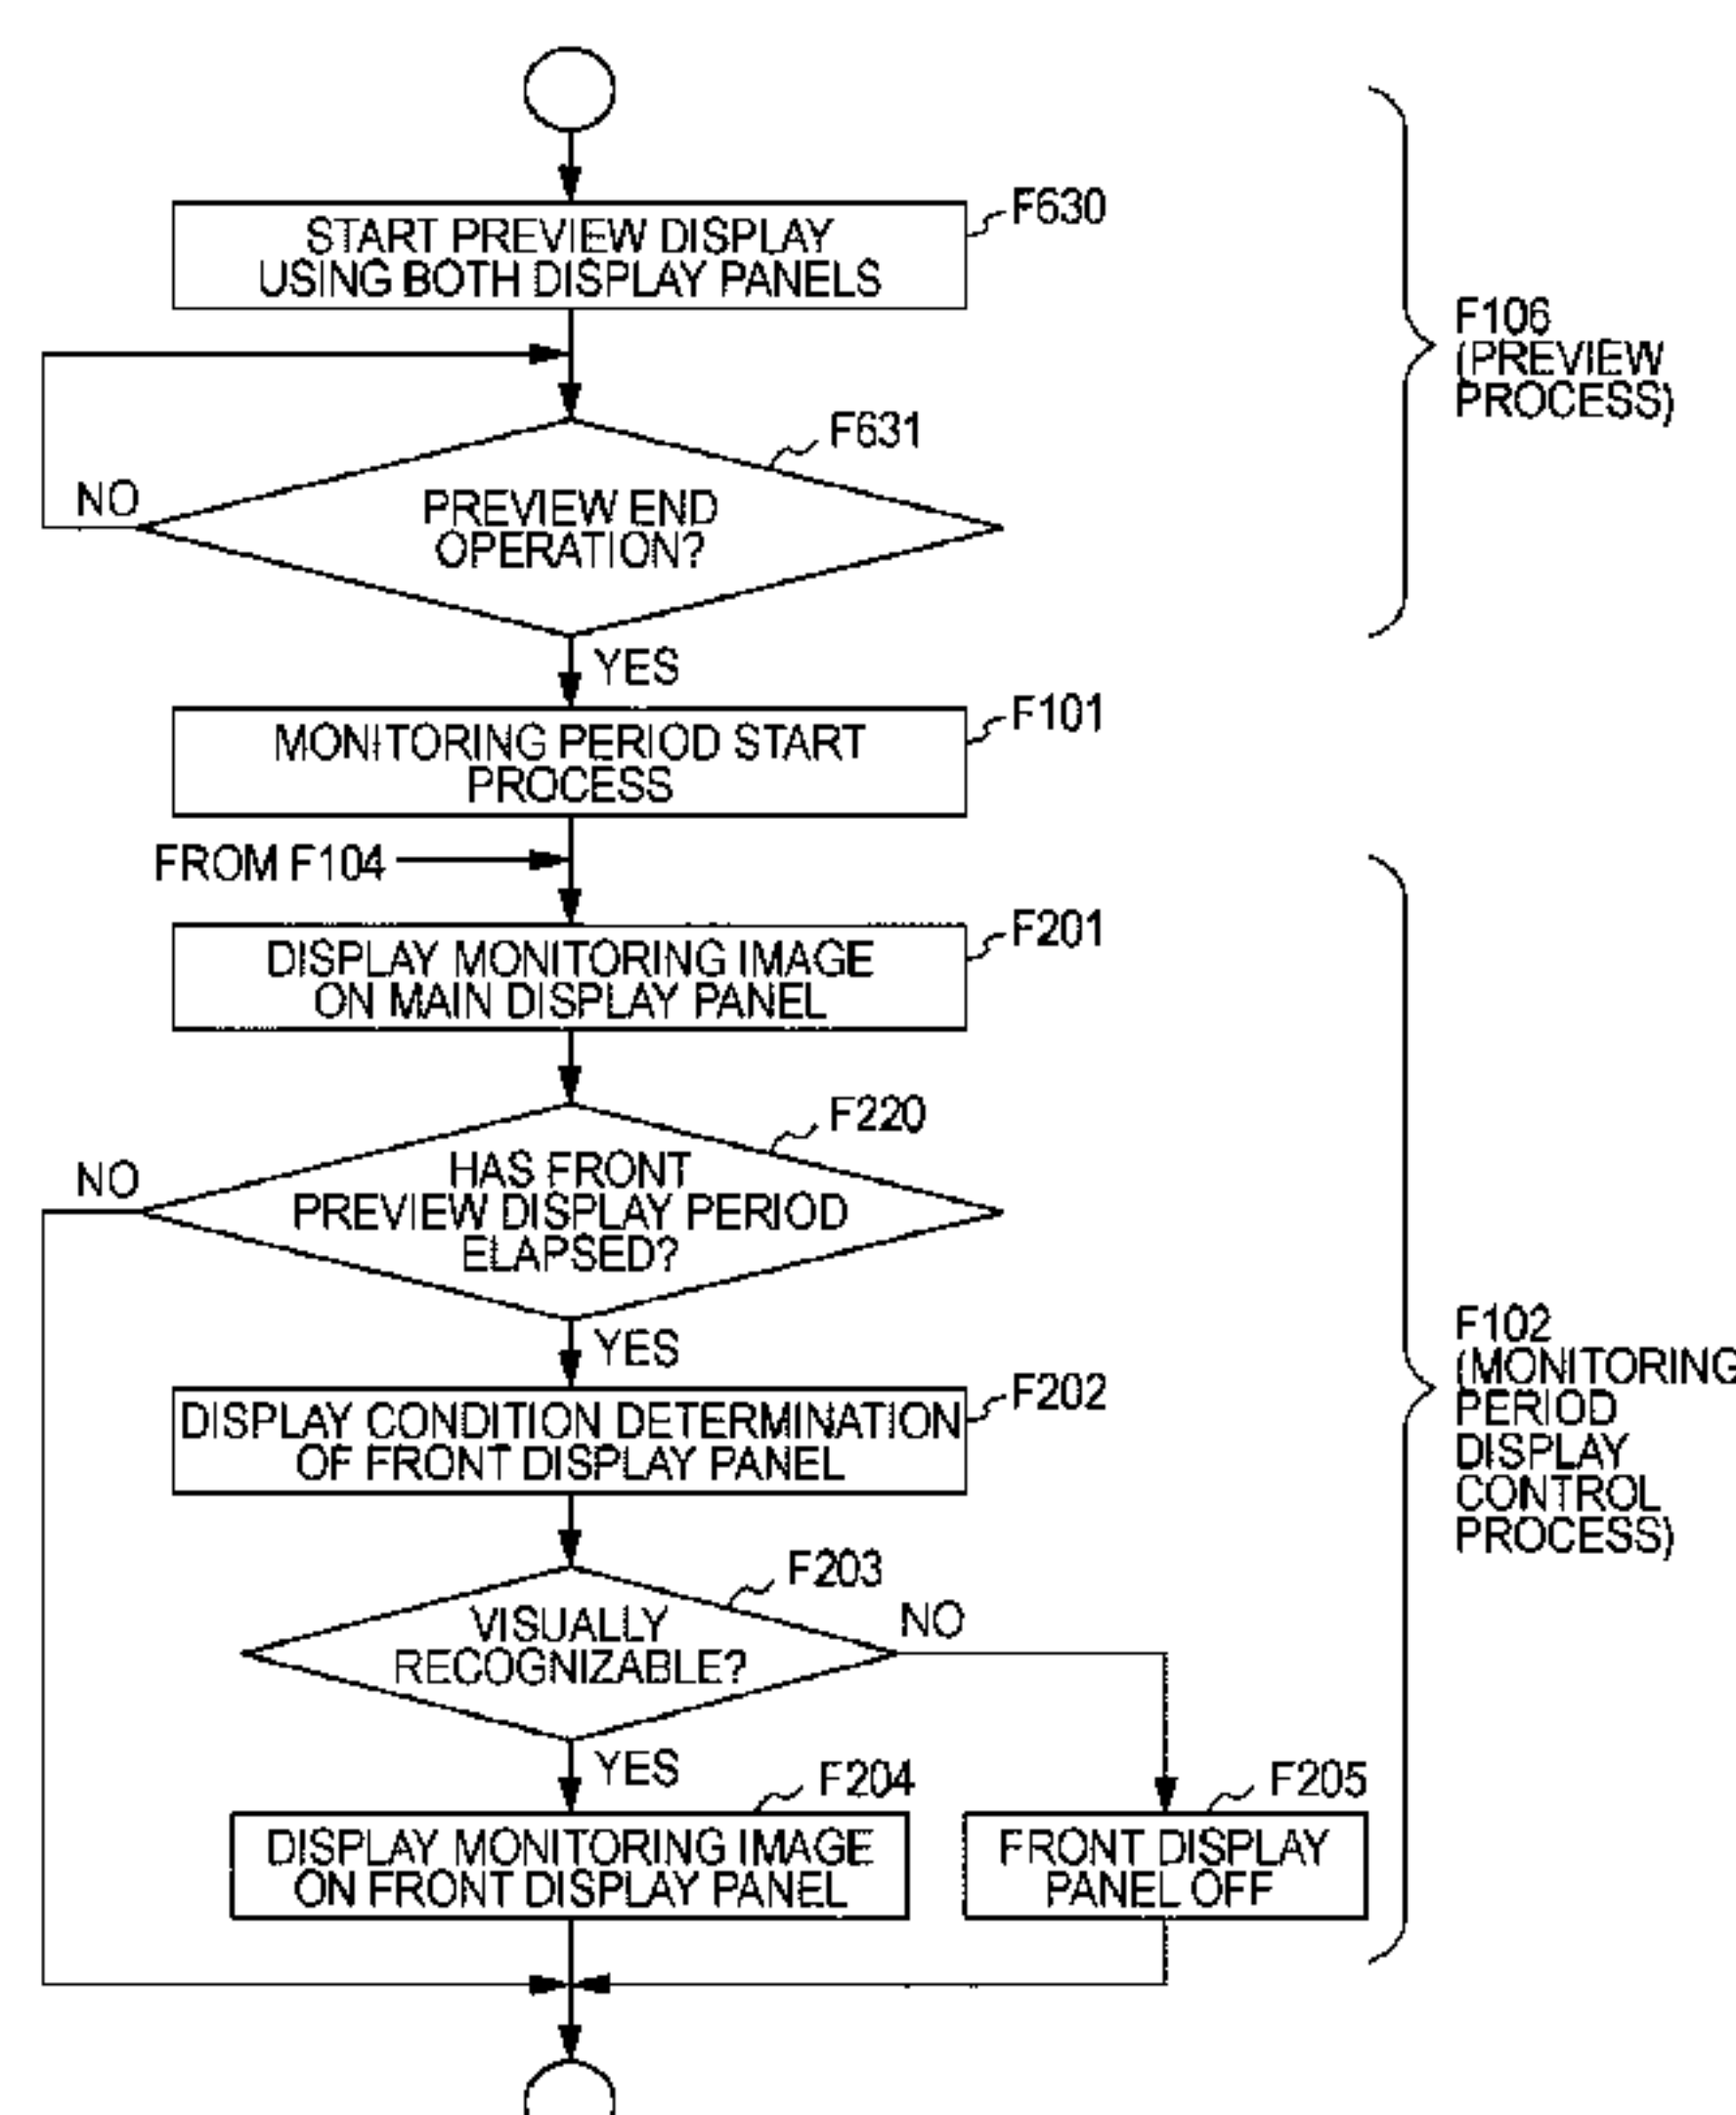 F630
START PREVIEW DISPLAY
USING BOTH DISPLAY PANELS
F106
(PREVIEW
PROCESS)
F631
NO
PREVIEW END
OPERATION?
YES
F101
MONITORING PERIOD START
PROCESS
FROM F104
F201
DISPLAY MONITORING IMAGE
ON MAIN DISPLAY PANEL
F220
NO
HAS FRONT
PREVIEW DISPLAY PERIOD
ELAPSED?
YES
F202
DISPLAY CONDITION DETERMINATION
OF FRONT DISPLAY PANEL
F102
(MONITORING
PERIOD
DISPLAY
CONTROL
PROCESS)
F203
VISUALLY
RECOGNIZABLE?
NO
YES
F204
DISPLAY MONITORING IMAGE
ON FRONT DISPLAY PANEL
F205
FRONT DISPLAY
PANEL OFF